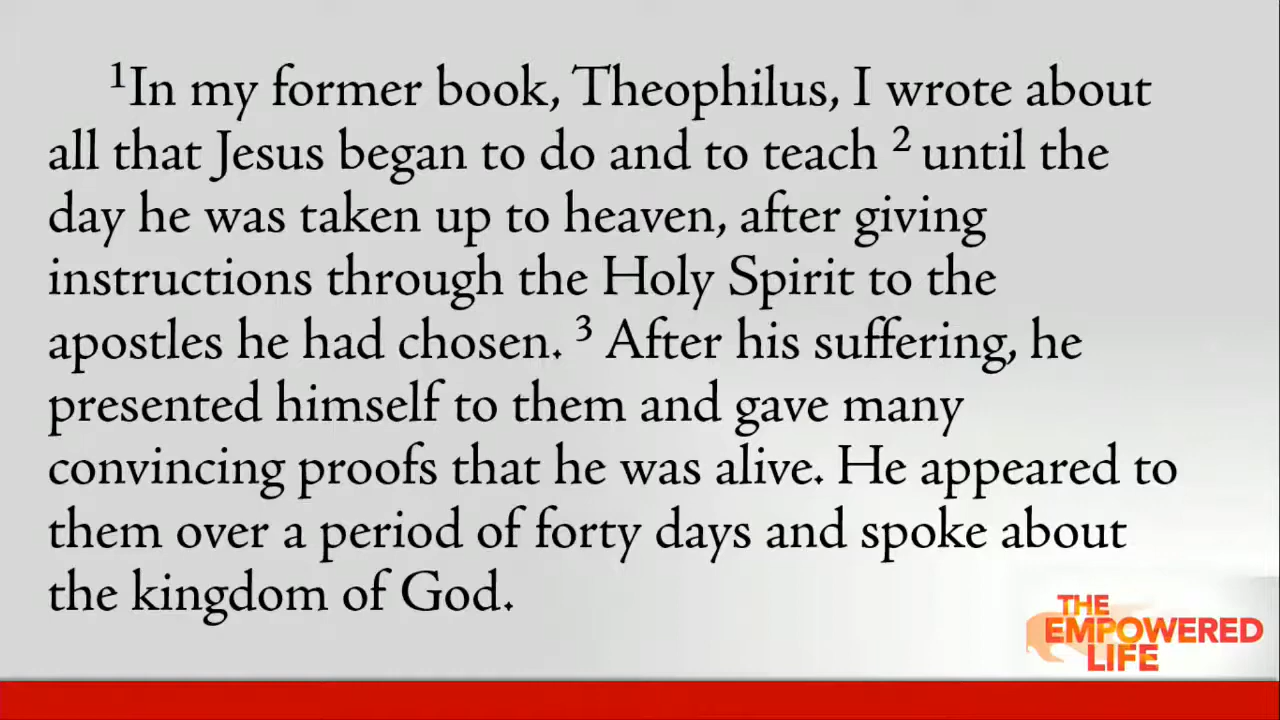 ¹In my former book, Theophilus, I wrote about
all that Jesus began to do and to teach ² until the
day he was taken up to heaven, after giving
instructions through the Holy Spirit to the
apostles he had chosen. ³ After his suffering, he
presented himself to them and gave many
convincing proofs that he was alive. He appeared to
them over a period of forty days and spoke about
the kingdom of God.
THE
EMPOWERED
LIFE